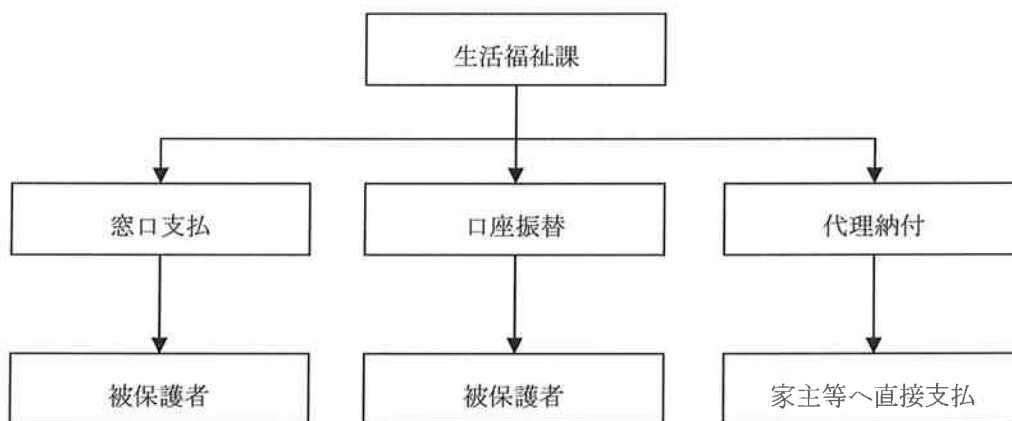 生活福祉課
窓口支払
口座振替
代理納付
被保護者
被保護者
家主等へ直接支払